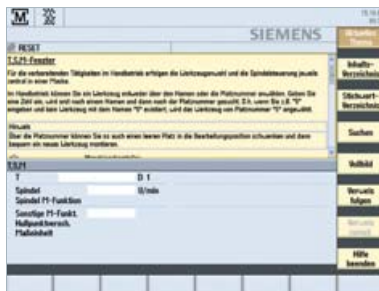 M
SIEMENS
Aktuelles
Thema
// RESET
T,S,M-Fenster
Inhalts-
Verzeichnis
Für die vorbereitenden Tätigkeiten im Handbetrieb erfolgen die Werkzeuganwahl und die Spindelsteuerung jeweils
zentral in einer Maske.
Stichwort-
Verzeichnis
Im Handbetrieb können Sie ein Werkzeug entweder über den Namen oder die Platznummer anwählen. Geben Sie
eine Zahl ein, wird erst nach einem Namen und dann nach der Platznummer gesucht. D.h. wenn Sie z.B. "5"
eingeben und kein Werkzeug mit dem Namen "5" existiert, wird das Werkzeug von Platznummer "5" angewählt.
Suchen
Hinweis
Über die Platznummer können Sie so auch einen leeren Platz in die Bearbeitungsposition schwenken und dann
bequem ein neues Werkzeug montieren.
Vollbild
T,S,M
T
D 1
Verweis
folgen
Spindel
U/min
Spindel M-Funktion
Sonstige M-Funkt.
Nullpunktversch.
Maßeinheit
Verweis
zurück
Hilfe
beenden